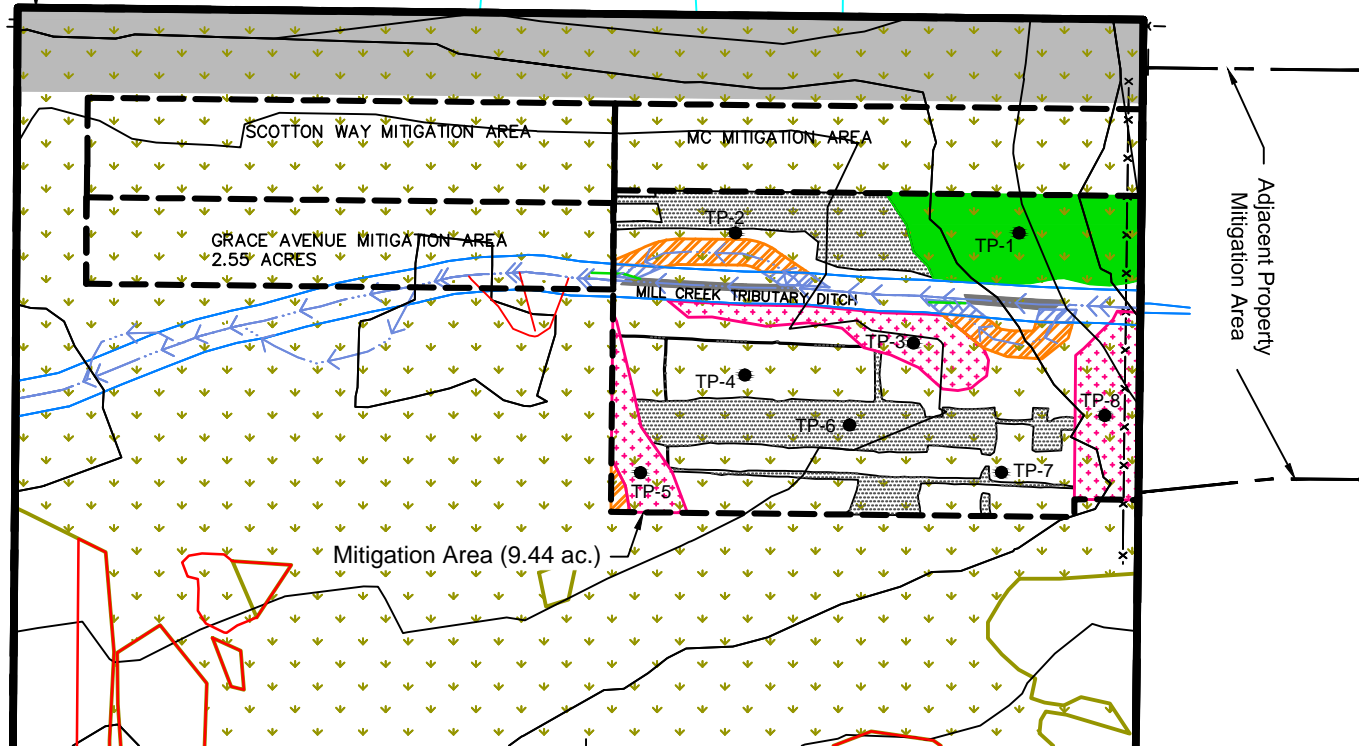 SCOTTON WAY MITIGATION AREA
MC MITIGATION AREA
Adjacent Property
Mitigation Area
TP-2
TP-1
GRACE AVENUE MITIGATION AREA
2.55 ACRES
MILL CREEK TRIBUTARY DITCH
TP-3
TP-4
TP-8
TP-6
TP-7
TP-5
Mitigation Area (9.44 ac.)